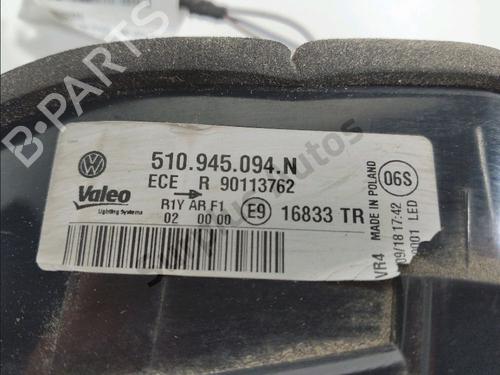 B-PARTS
510.945.094.N
ECE R 90113762
Valeo
Lighting Systems
R1Y AR F1
02 00 00
E9
16833 TR
06S
VR4 MADE IN POLAND
09/18 17:42
0001 LED